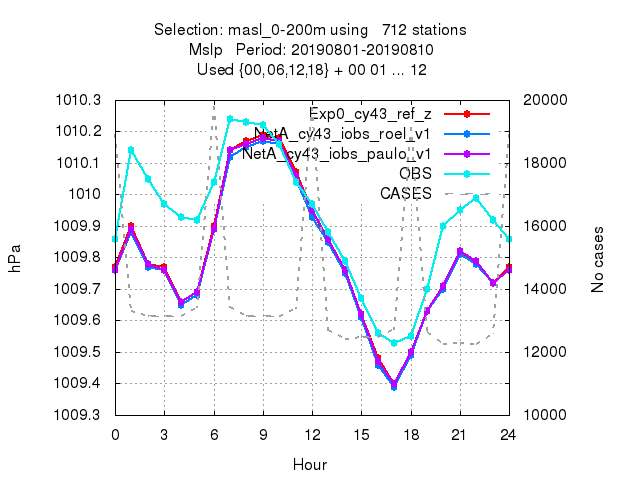 Selection: masl_0-200m using   712 stations
Mslp   Period: 20190801-20190810
Used {00,06,12,18} + 00 01 ... 12
1010.3
1010.2
1010.1
1010
1009.9
1009.8
1009.7
1009.6
1009.5
1009.4
1009.3
hPa
Exp0_cy43_ref_z
NetA_cy43_iobs_roel_v1
NetA_cy43_iobs_paulo_v1
OBS
CASES
20000
18000
16000
14000
12000
10000
No cases
0 3 6 9 12 15 18 21 24
Hour